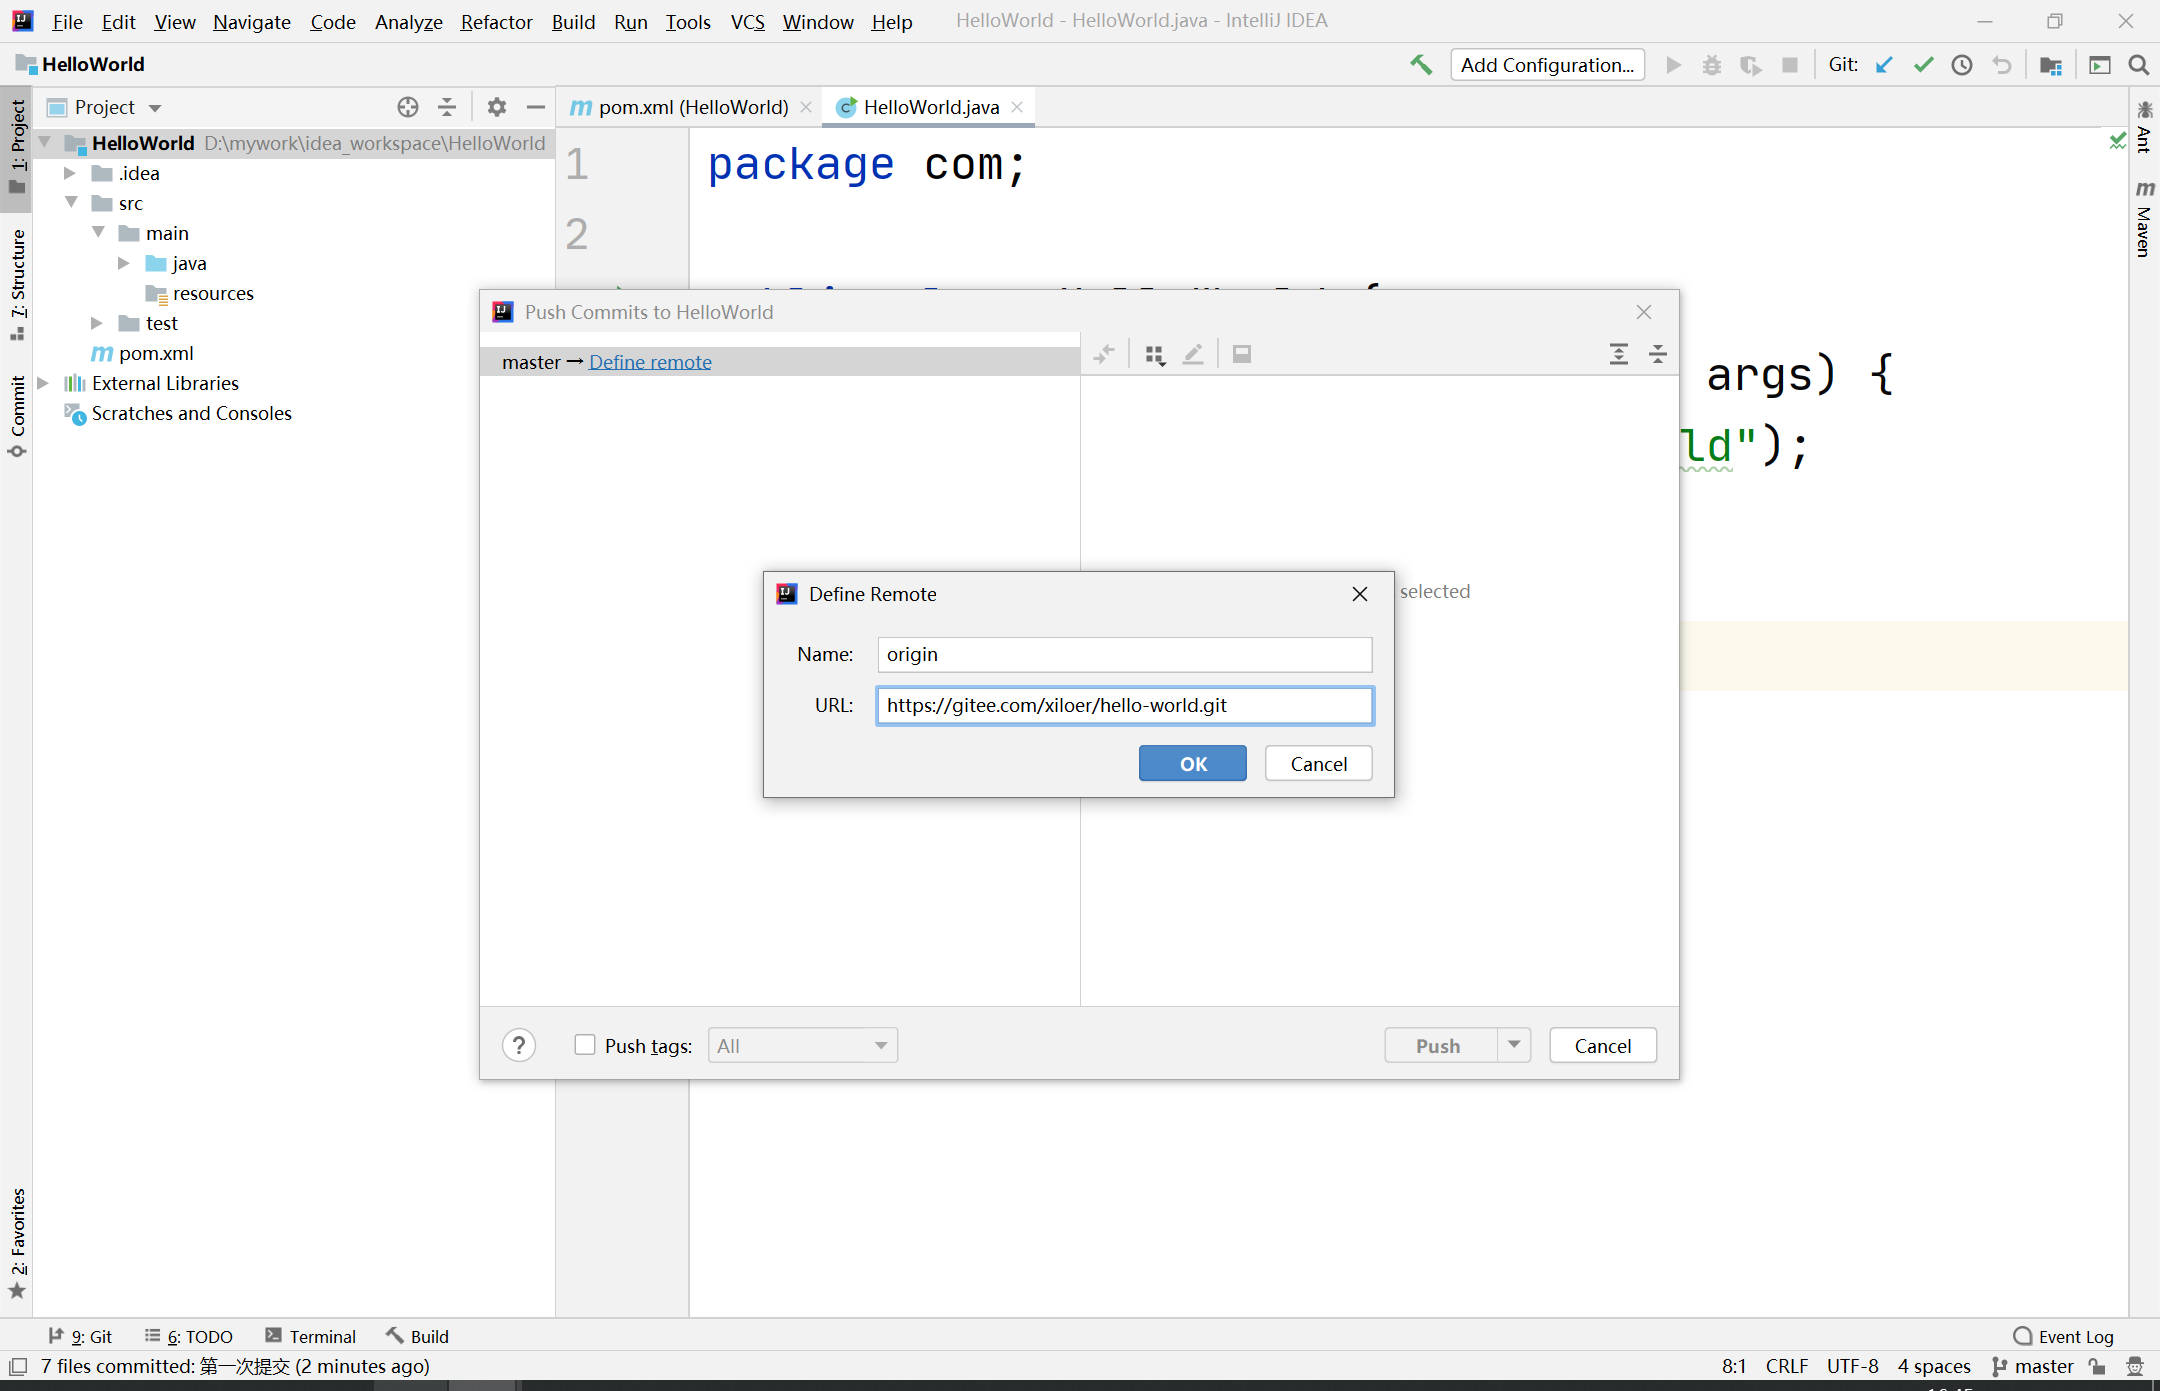 File Edit View Navigate Code Analyze Refactor Build Run Tools VCS Window Help HelloWorld - HelloWorld.java - IntelliJ IDEA
HelloWorld Add Configuration... Git:
Project pom.xml (HelloWorld) HelloWorld.java
HelloWorld D:\mywork\idea_workspace\HelloWorld
.idea
src
main
java
resources
test
pom.xml
External Libraries
Scratches and Consoles
1: Project
7: Structure
Commit
2: Favorites
1 package com;
2
args) {
ld");
Ant
Maven
Push Commits to HelloWorld
master → Define remote
selected
Define Remote
Name: origin
URL: https://gitee.com/xiloer/hello-world.git
OK Cancel
? Push tags: All Push Cancel
9: Git 6: TODO Terminal Build Event Log
7 files committed: 第一次提交 (2 minutes ago) 8:1 CRLF UTF-8 4 spaces master